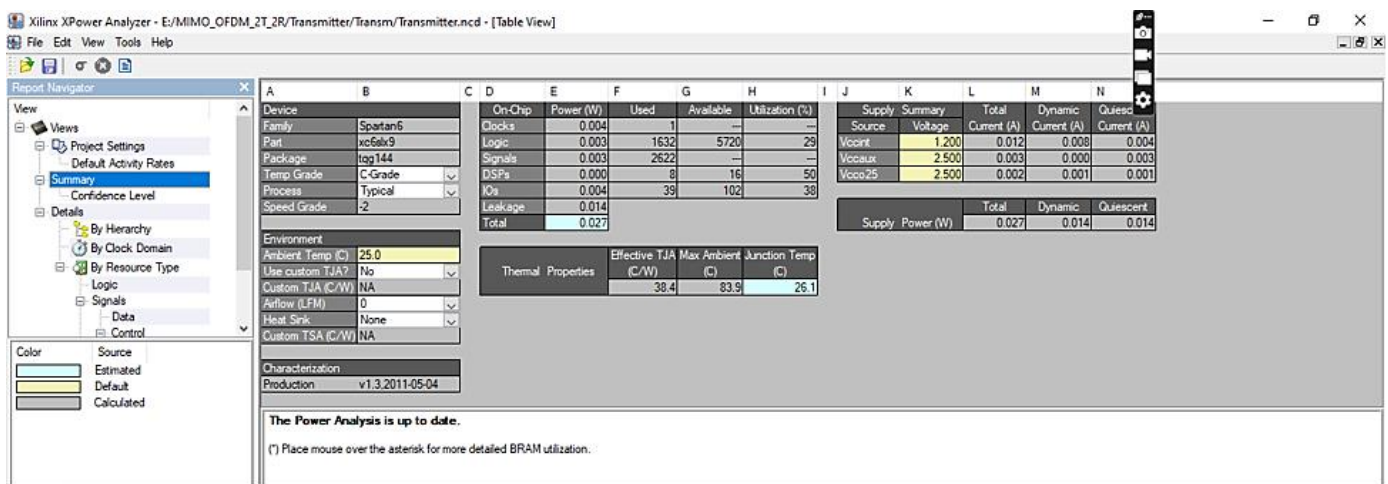 Xilinx XPower Analyzer - E:/MIMO_OFDM_2T_2R/Transmitter/Transm/Transmitter.ncd - [Table View]
File Edit View Tools Help
Report Navigator
View
Views
Project Settings
Default Activity Rates
Summary
Confidence Level
Details
By Hierarchy
By Clock Domain
By Resource Type
Logic
Signals
Data
Control
Color Source
Estimated
Default
Calculated
A B C D E F G H I J K L M N
Device
Family Spartan6
Part xc6slx9
Package tqg144
Temp Grade C-Grade
Process Typical
Speed Grade -2
Environment
Ambient Temp (C) 25.0
Use custom TJA? No
Custom TJA (C/W) NA
Airflow (LFM) 0
Heat Sink None
Custom TSA (C/W) NA
Characterization
Production v1.3,2011-05-04
On-Chip Power (W) Used Available Utilization (%)
Clocks 0.004 1 --- ---
Logic 0.003 1632 5720 29
Signals 0.003 2622 --- ---
DSPs 0.000 8 16 50
IOs 0.004 39 102 38
Leakage 0.014
Total 0.027
Effective TJA Max Ambient Junction Temp
Thermal Properties (C/W) (C) (C)
38.4 83.9 26.1
Supply Summary Total Dynamic
Source Voltage Current (A) Current (A) Current (A)
Vccint 1.200 0.012 0.008 0.004
Vccaux 2.500 0.003 0.000 0.003
Vcco25 2.500 0.002 0.001 0.001
Total Dynamic Quiescent
Supply Power (W) 0.027 0.014 0.014
The Power Analysis is up to date.
(*) Place mouse over the asterisk for more detailed BRAM utilization.